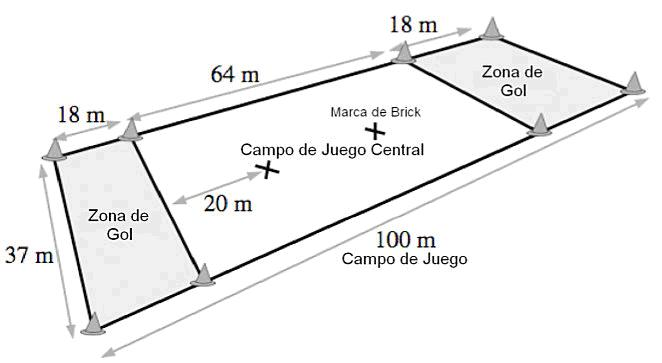 18 m
64 m
18 m
Zona de
Gol
Marca de Brick
Campo de Juego Central
20 m
Zona de
Gol
37 m
100 m
Campo de Juego